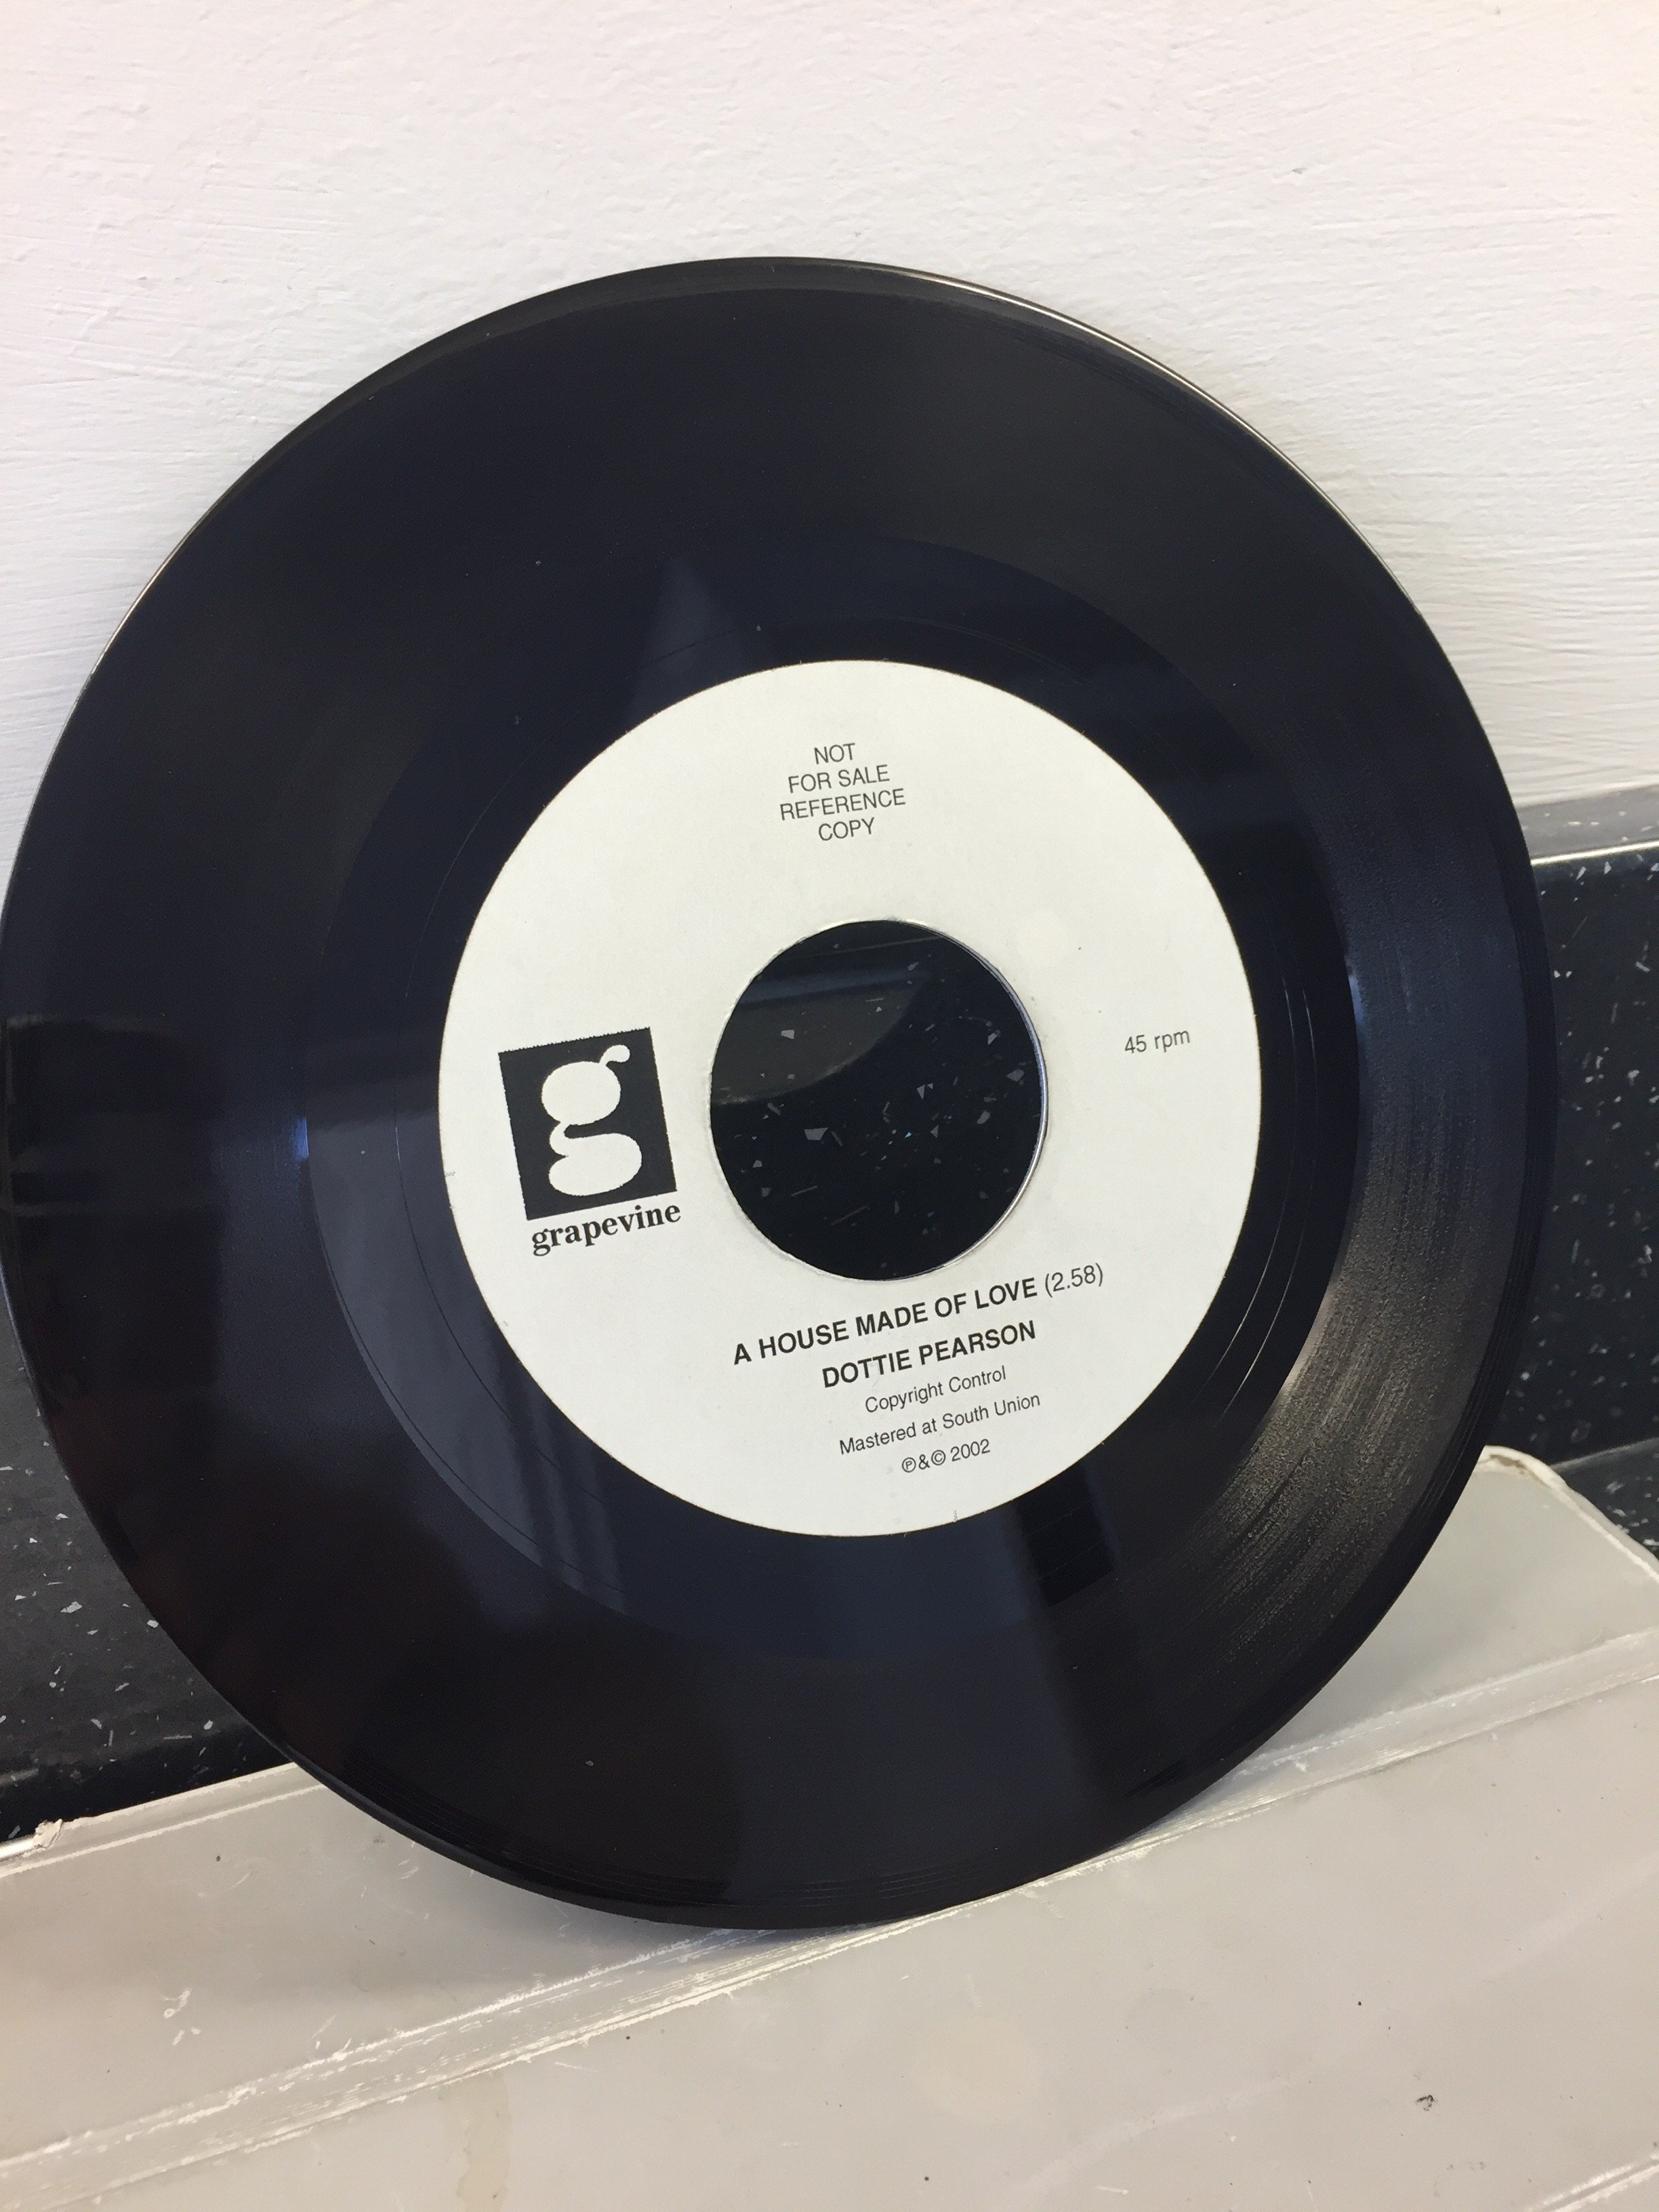 NOT
FOR SALE
REFERENCE
COPY
45 rpm
g
grapevine
A HOUSE MADE OF LOVE (2.58)
DOTTIE PEARSON
Copyright Control
Mastered at South Union
℗&© 2002